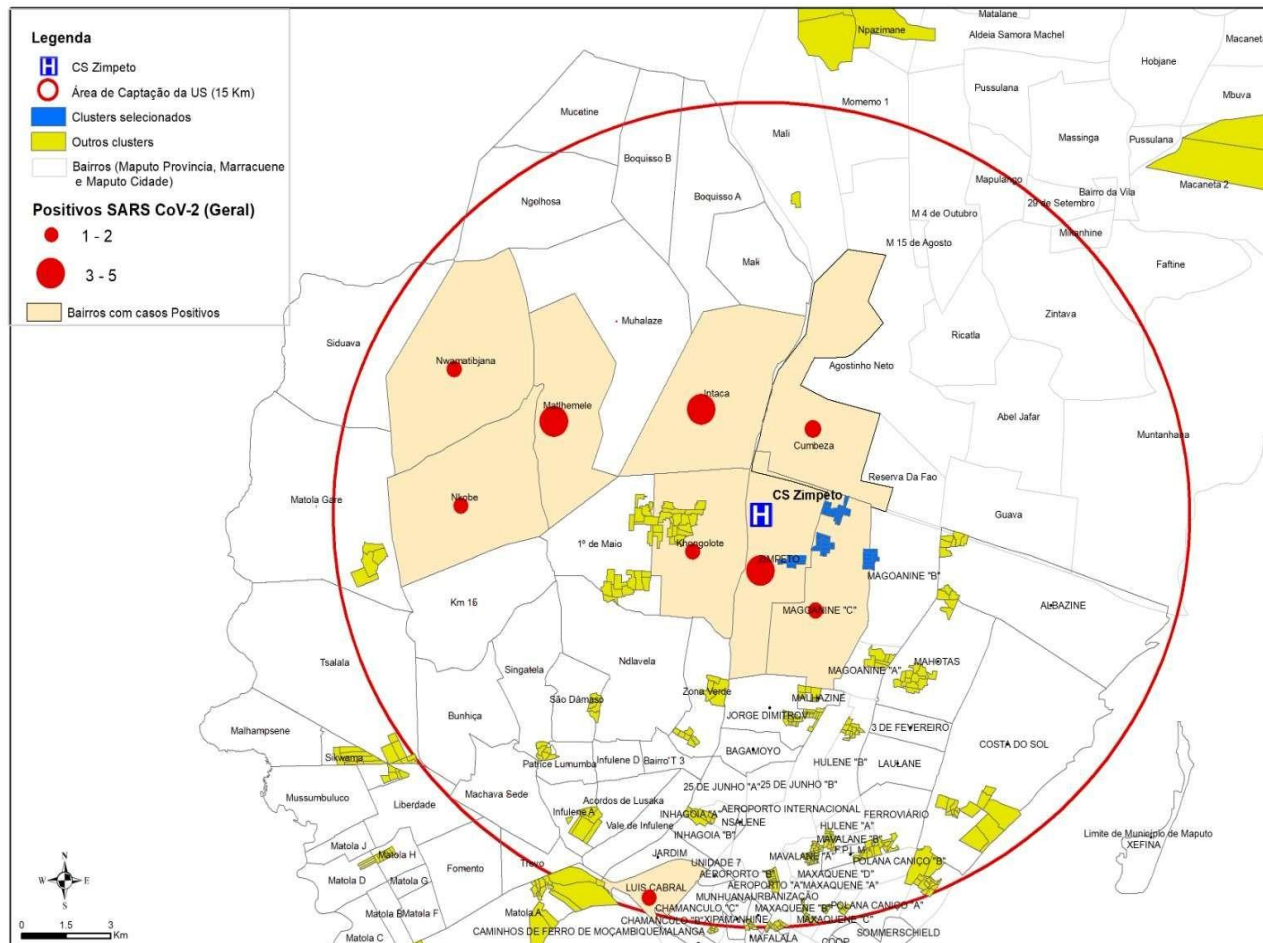 Legenda
H
CS Zimpeto
Área de Captação da US (15 Km)
Clusters selecionados
Outros clusters
Bairros (Maputo Provincia, Marracuene
e Maputo Cidade)
Positivos SARS CoV-2 (Geral)
1 - 2
3 - 5
Bairros com casos Positivos
Matalane
Npazimane
Aldeia Samora Machel
Macaneta
Hobjane
Pussulana
Mbuva
Momemo 1
Mucetine
Mali
Massinga
Pussulana
Boquisso B
Mapulango
Bairro da Vila
Macaneta 2
Ngolhosa
Boquisso A
29 de Setembro
M 4 de Outubro
Mikanhine
M 15 de Agosto
Mali
Faftine
Muhalaze
Zintava
Siduava
Ricatla
Nwamatibjana
Agostinho Neto
Matlhemele
Intaca
Abel Jafar
Muntanhana
Cumbeza
Reserva Da Fao
Matola Gare
Nkobe
CS Zimpeto
H
Guava
1º de Maio
Khongolote
ZIMPETO
MAGOANINE "B"
Km 15
MAGOANINE "C"
ALBAZINE
Tsalala
Singatela
Ndlavela
MAGOANINE "A"
MAHOTAS
São Dâmaso
Zona Verde
MALHAZINE
Bunhiça
JORGE DIMITROV
3 DE FEVEREIRO
Malhampsene
COSTA DO SOL
Sikwama
BAGAMOYO
Patrice Lumumba
Infulene D
Bairro T 3
HULENE "B"
LAULANE
25 DE JUNHO "A"
25 DE JUNHO "B"
Mussumbuluco
Liberdade
Machava Sede
Acordos de Lusaka
Infulene A
Vale de Infulene
INHAGOIA "A"
AEROPORTO INTERNACIONAL
FERROVIÁRIO
NSALENE
HULENE "A"
INHAGOIA "B"
Limite de Município de Maputo
XEFINA
Matola J
Matola H
MAVALANE "B"
F.P.L.M
JARDIM
MAVALANE "A"
POLANA CANIÇO "B"
Fomento
Trevo
UNIDADE 7
Matola D
Matola G
AEROPORTO "B"
MAXAQUENE "D"
LUIS CABRAL
AEROPORTO "A"
MAXAQUENE "A"
MUNHUANA
URBANIZAÇÃO
CHAMANCULO "C"
MAXAQUENE "B"
POLANA CANIÇO "A"
Matola B
Matola F
Matola A
CHAMANCULO "B"
XIPAMANHINE
MAXAQUENE "C"
CAMINHOS DE FERRO DE MOÇAMBIQUE
MALANGA
SOMMERSCHIELD
Matola C
MAFALALA
COOP
N
W
E
S
0
1.5
3
Km